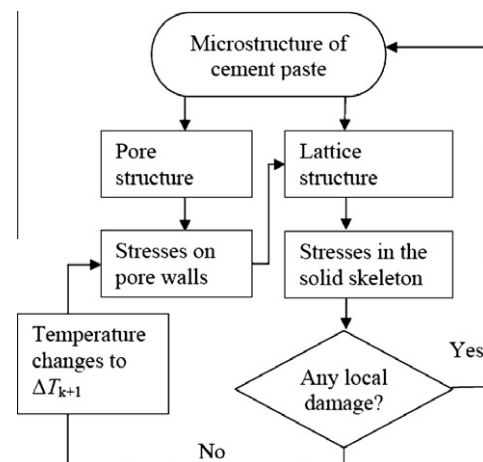 Microstructure of
cement paste
Pore
structure
Lattice
structure
Stresses on
pore walls
Stresses in the
solid skeleton
Temperature
changes to
ΔTk+1
Any local
damage?
Yes
No